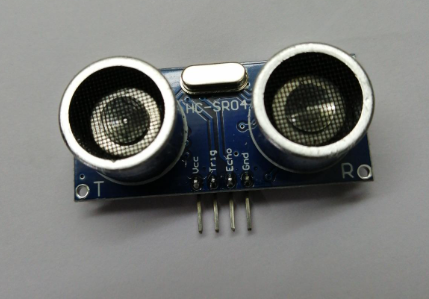 HC-SR04
Vcc
Trig
Echo
Gnd
T
R